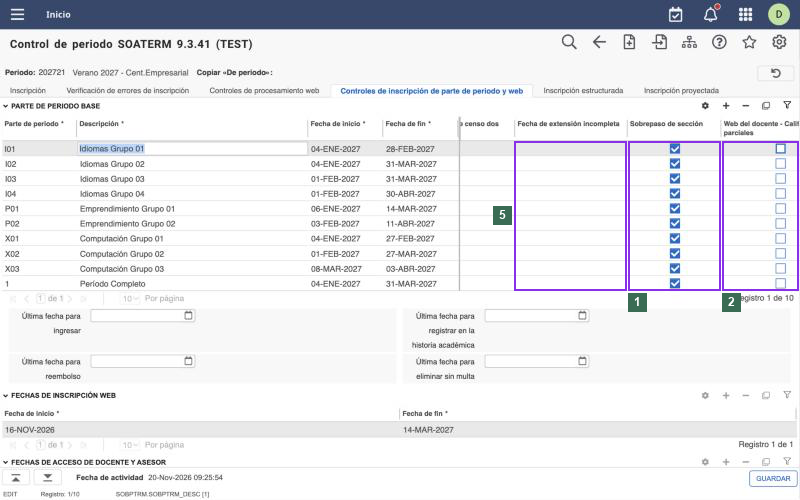 Inicio
D
Control de periodo SOATERM 9.3.41 (TEST)
Periodo: 202721 Verano 2027 - Cent.Empresarial Copiar «De periodo»:
Inscripción Verificación de errores de inscripción Controles de procesamiento web Controles de inscripción de parte de periodo y web Inscripción estructurada Inscripción proyectada
PARTE DE PERIODO BASE
Parte de periodo * Descripción * Fecha de inicio * Fecha de fin * censo dos Fecha de extensión incompleta Sobrepaso de sección Web del docente - Calif
parciales
I01 Idiomas Grupo 01 04-ENE-2027 28-FEB-2027
I02 Idiomas Grupo 02 04-ENE-2027 31-MAR-2027
I03 Idiomas Grupo 03 01-FEB-2027 31-MAR-2027
I04 Idiomas Grupo 04 01-FEB-2027 30-ABR-2027
P01 Emprendimiento Grupo 01 06-ENE-2027 14-MAR-2027
5
P02 Emprendimiento Grupo 02 03-FEB-2027 11-ABR-2027
X01 Computación Grupo 01 04-ENE-2027 27-FEB-2027
X02 Computación Grupo 02 01-FEB-2027 27-MAR-2027
X03 Computación Grupo 03 08-MAR-2027 03-ABR-2027
1 Período Completo 04-ENE-2027 31-MAR-2027
1 de 1 10 Por página egistro 1 de 10
1 2
Última fecha para
ingresar
Última fecha para
registrar en la
historia académica
Última fecha para
reembolso
Última fecha para
eliminar sin multa
FECHAS DE INSCRIPCIÓN WEB
Fecha de inicio * Fecha de fin *
16-NOV-2026 14-MAR-2027
1 de 1 10 Por página Registro 1 de 1
FECHAS DE ACCESO DE DOCENTE Y ASESOR
Fecha de actividad 20-Nov-2026 09:25:54 GUARDAR
EDIT Registro: 1/10 SOBPTRM.SOBPTRM_DESC [1]